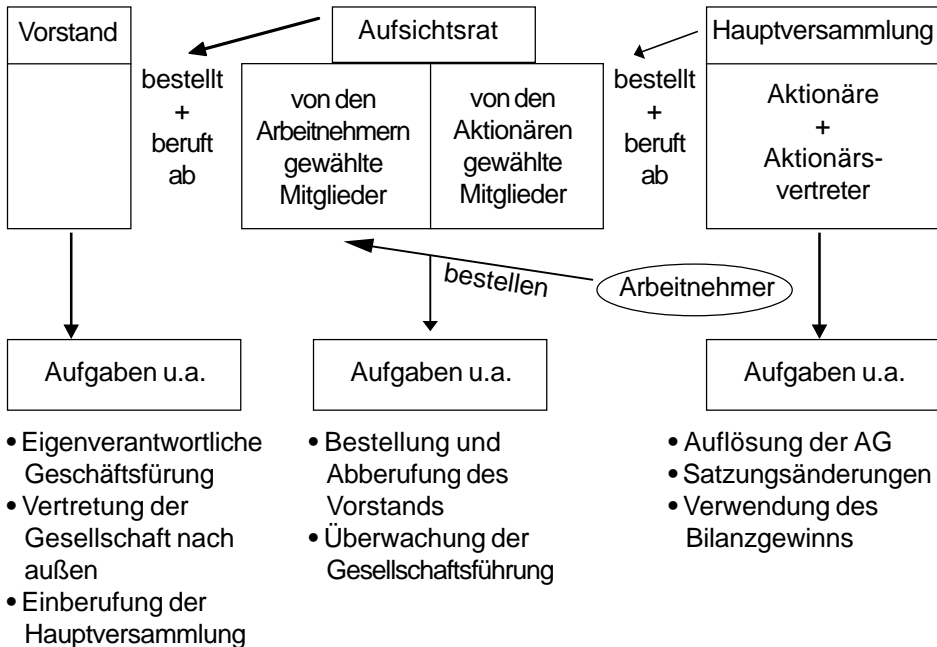 Vorstand
bestellt
+
beruft
ab
Aufsichtsrat
von den
Arbeitnehmern
gewählte
Mitglieder
von den
Aktionären
gewählte
Mitglieder
bestellt
+
beruft
ab
Hauptversammlung
Aktionäre
+
Aktionärs-
vertreter
bestellen
Arbeitnehmer
Aufgaben u.a.
• Eigenverantwortliche
Geschäftsfürung
• Vertretung der
Gesellschaft nach
außen
• Einberufung der
Hauptversammlung
Aufgaben u.a.
• Bestellung und
Abberufung des
Vorstands
• Überwachung der
Gesellschaftsführung
Aufgaben u.a.
• Auflösung der AG
• Satzungsänderungen
• Verwendung des
Bilanzgewinns